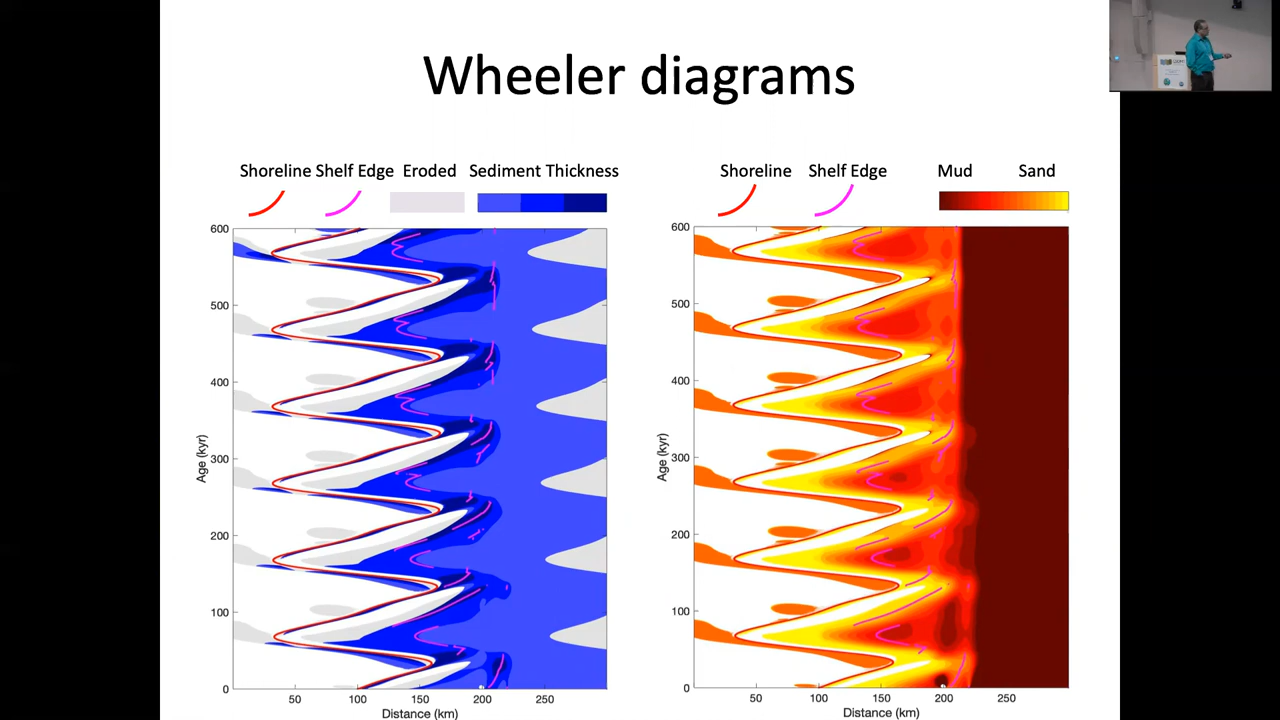 Wheeler diagrams
Shoreline Shelf Edge Eroded Sediment Thickness
Shoreline Shelf Edge Mud Sand
600
500
400
300
200
100
0
Age (kyr)
50 100 150 200 250
Distance (km)
600
500
400
300
200
100
0
Age (kyr)
50 100 150 200 250
Distance (km)